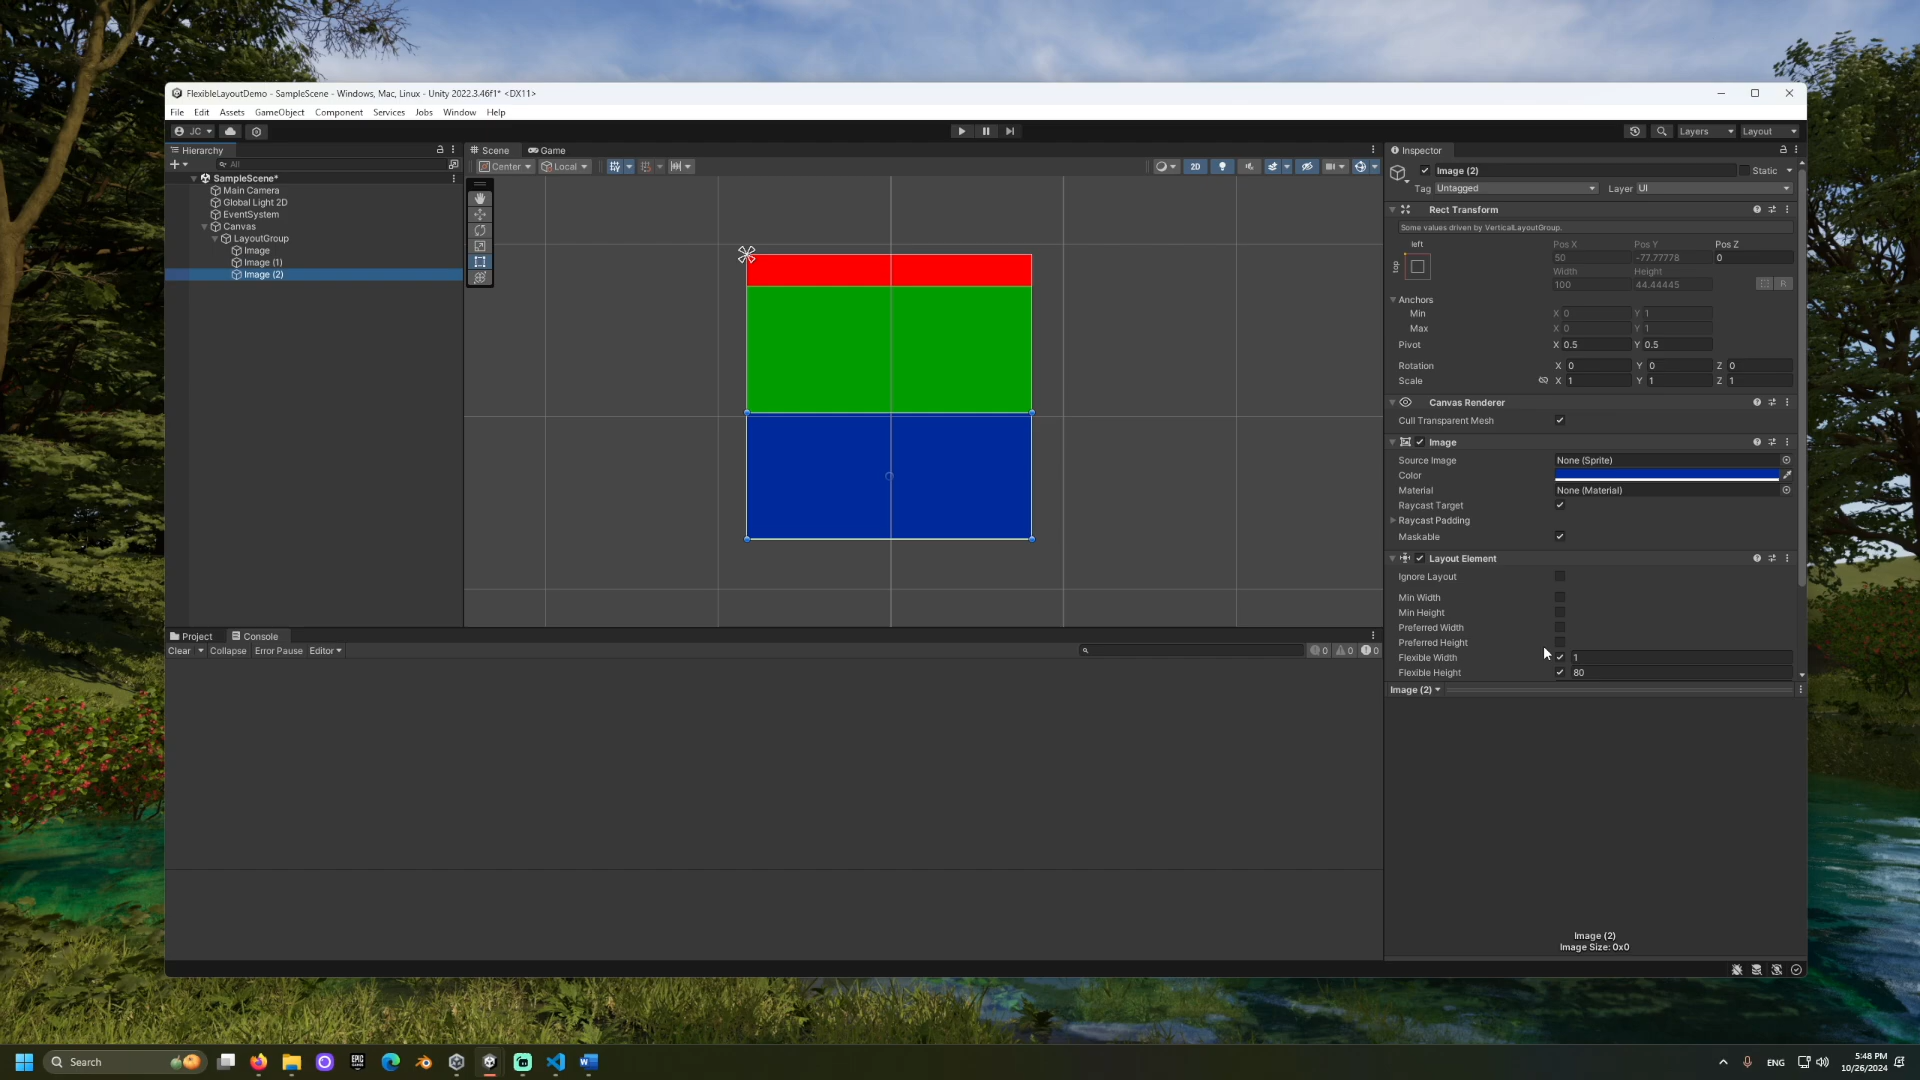 FlexibleLayoutDemo - SampleScene - Windows, Mac, Linux - Unity 2022.3.46f1* <DX11>
File Edit Assets GameObject Component Services Jobs Window Help
JC Layers Layout
Hierarchy
All
SampleScene*
Main Camera
Global Light 2D
EventSystem
Canvas
LayoutGroup
Image
Image (1)
Image (2)
Scene Game
Center Local 2D
Inspector
Image (2) Static
Tag Untagged Layer UI
Rect Transform
Some values driven by VerticalLayoutGroup.
left Pos X Pos Y Pos Z
top 50 -77.77778 0
Width Height
100 44.44445 R
Anchors
Min X 0 Y 1
Max X 0 Y 1
Pivot X 0.5 Y 0.5
Rotation X 0 Y 0 Z 0
Scale X 1 Y 1 Z 1
Canvas Renderer
Cull Transparent Mesh
Image
Source Image None (Sprite)
Color
Material None (Material)
Raycast Target
Raycast Padding
Maskable
Layout Element
Ignore Layout
Min Width
Min Height
Preferred Width
Preferred Height
Flexible Width 1
Flexible Height 80
Image (2)
Image (2)
Image Size: 0x0
Project Console
Clear Collapse Error Pause Editor 0 0 0
Search
EPIC
ENG
5:48 PM
10/26/2024